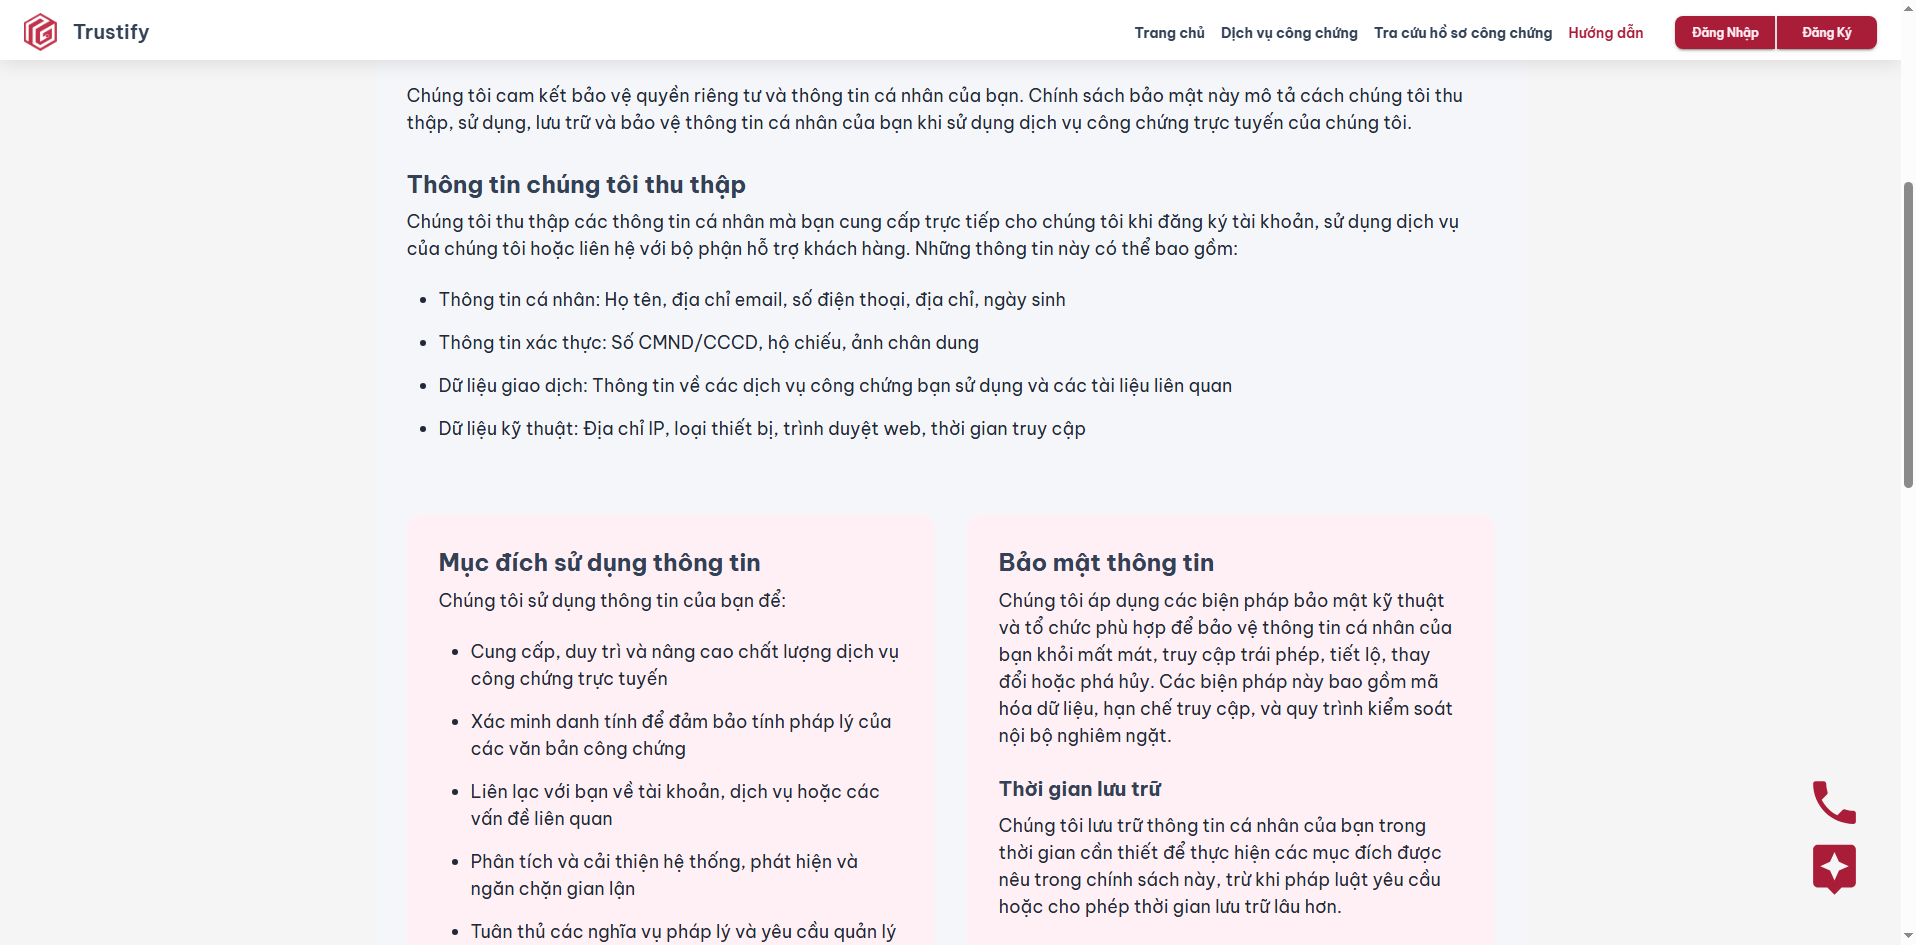 Trustify
Trang chủ Dịch vụ công chứng Tra cứu hồ sơ công chứng Hướng dẫn Đăng Nhập Đăng Ký
Chúng tôi cam kết bảo vệ quyền riêng tư và thông tin cá nhân của bạn. Chính sách bảo mật này mô tả cách chúng tôi thu
thập, sử dụng, lưu trữ và bảo vệ thông tin cá nhân của bạn khi sử dụng dịch vụ công chứng trực tuyến của chúng tôi.
Thông tin chúng tôi thu thập
Chúng tôi thu thập các thông tin cá nhân mà bạn cung cấp trực tiếp cho chúng tôi khi đăng ký tài khoản, sử dụng dịch vụ
của chúng tôi hoặc liên hệ với bộ phận hỗ trợ khách hàng. Những thông tin này có thể bao gồm:
• Thông tin cá nhân: Họ tên, địa chỉ email, số điện thoại, địa chỉ, ngày sinh
• Thông tin xác thực: Số CMND/CCCD, hộ chiếu, ảnh chân dung
• Dữ liệu giao dịch: Thông tin về các dịch vụ công chứng bạn sử dụng và các tài liệu liên quan
• Dữ liệu kỹ thuật: Địa chỉ IP, loại thiết bị, trình duyệt web, thời gian truy cập
Mục đích sử dụng thông tin
Chúng tôi sử dụng thông tin của bạn để:
• Cung cấp, duy trì và nâng cao chất lượng dịch vụ
công chứng trực tuyến
• Xác minh danh tính để đảm bảo tính pháp lý của
các văn bản công chứng
• Liên lạc với bạn về tài khoản, dịch vụ hoặc các
vấn đề liên quan
• Phân tích và cải thiện hệ thống, phát hiện và
ngăn chặn gian lận
• Tuân thủ các nghĩa vụ pháp lý và yêu cầu quản lý
Bảo mật thông tin
Chúng tôi áp dụng các biện pháp bảo mật kỹ thuật
và tổ chức phù hợp để bảo vệ thông tin cá nhân của
bạn khỏi mất mát, truy cập trái phép, tiết lộ, thay
đổi hoặc phá hủy. Các biện pháp này bao gồm mã
hóa dữ liệu, hạn chế truy cập, và quy trình kiểm soát
nội bộ nghiêm ngặt.
Thời gian lưu trữ
Chúng tôi lưu trữ thông tin cá nhân của bạn trong
thời gian cần thiết để thực hiện các mục đích được
nêu trong chính sách này, trừ khi pháp luật yêu cầu
hoặc cho phép thời gian lưu trữ lâu hơn.